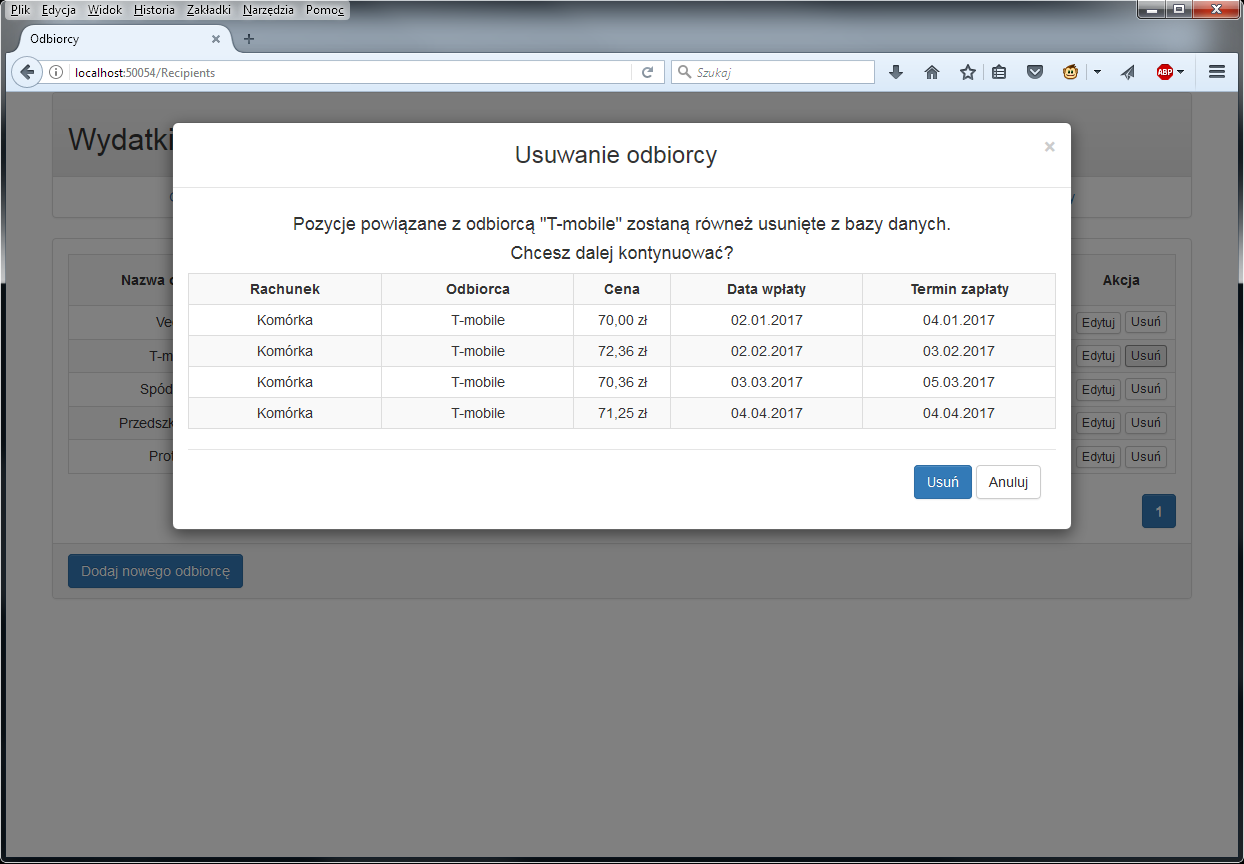 Plik Edycja Widok Historia Zakładki Narzędzia Pomoc
Odbiorcy
localhost:50054/Recipients
Szukaj
ABP
Wydatki
Usuwanie odbiorcy
×
Pozycje powiązane z odbiorcą "T-mobile" zostaną równeż usunięte z bazy danych.
Chcesz dalej kontynuować?
Rachunek Odbiorca Cena Data wpłaty Termin zapłaty
Komórka T-mobile 70,00 zł 02.01.2017 04.01.2017
Komórka T-mobile 72,36 zł 02.02.2017 03.02.2017
Komórka T-mobile 70,36 zł 03.03.2017 05.03.2017
Komórka T-mobile 71,25 zł 04.04.2017 04.04.2017
Usuń Anuluj
Nazwa
Akcja
Edytuj Usuń
T-m
Edytuj Usuń
Spód
Edytuj Usuń
Przedszk
Edytuj Usuń
Edytuj Usuń
1
Dodaj nowego odbiorcę